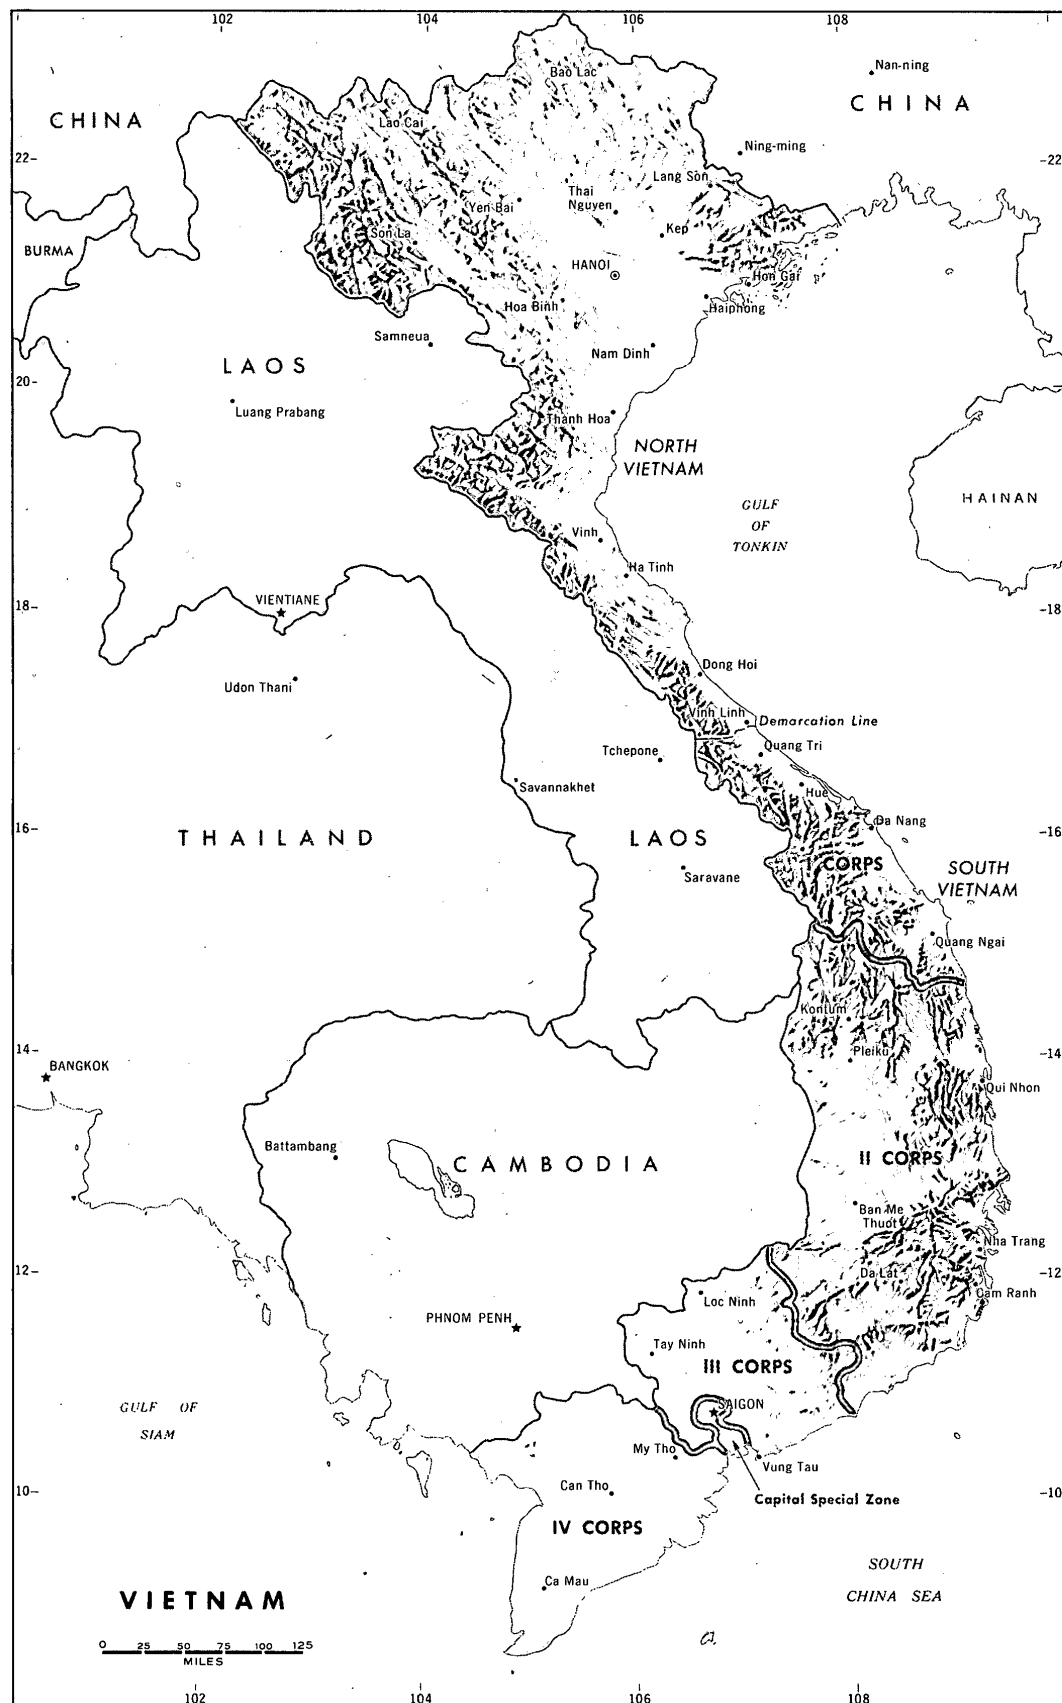 102 104 106 108
Nan-ning
Bao Lac
CHINA
CHINA
Lao Cai
Ning-ming
22- -22
Lang Son
Thai
Nguyen
Yen Bai
Kep
Son La
BURMA
HANOI
Hon Gai
Hoa Binh
Haiphong
Samneua
Nam Dinh
LAOS
20- -20
Luang Prabang
Thanh Hoa
NORTH
VIETNAM
HAINAN
GULF
OF
TONKIN
Vinh
Ha Tinh
VIENTIANE
18- -18
Dong Hoi
Udon Thani
Vinh Linh
Demarcation Line
Quang Tri
Tchepone
Savannakhet
Hue
Da Nang
16- -16
THAILAND
LAOS
I CORPS
SOUTH
VIETNAM
Saravane
Quang Ngai
Kontum
14- -14
Pleiku
BANGKOK
Qui Nhon
Battambang
CAMBODIA
II CORPS
Ban Me
Thuot
Nha Trang
12- -12
Da Lat
Cam Ranh
Loc Ninh
PHNOM PENH
Tay Ninh
III CORPS
SAIGON
GULF OF
SIAM
My Tho
Vung Tau
Can Tho
10- -10
Capital Special Zone
IV CORPS
SOUTH
CHINA SEA
Ca Mau
VIETNAM
0 25 50 75 100 125
MILES
102 104 106 108